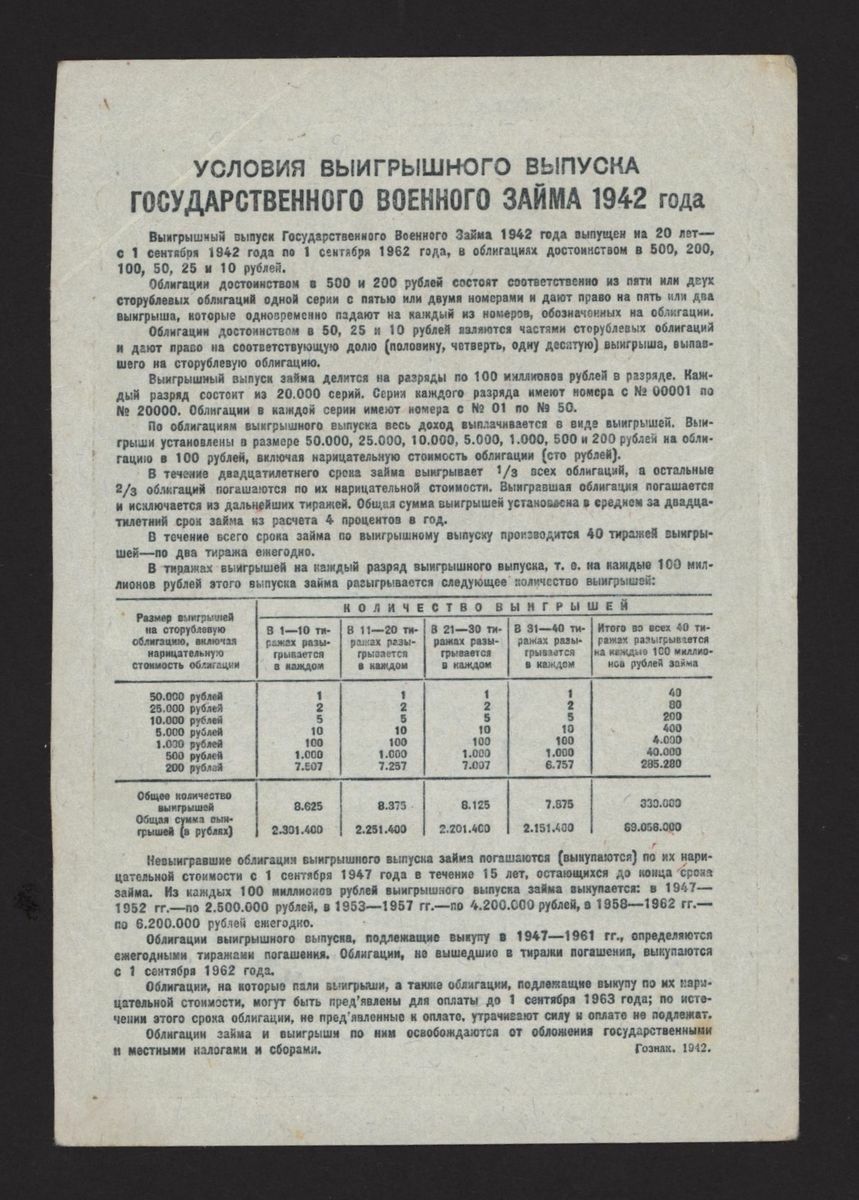 УСЛОВИЯ ВЫИГРЫШНОГО ВЫПУСКА
ГОСУДАРСТВЕННОГО ВОЕННОГО ЗАЙМА 1942 года
Выигрышный выпуск Государственного Военного Займа 1942 года выпущен на 20 лет—
с 1 сентября 1942 года по 1 сентября 1962 года, в облигациях достоинством в 500, 200,
100, 50, 25 и 10 рублей.
Облигации достоинством в 500 и 200 рублей состоят соответственно из пяти или двух
сторублевых облигаций одной серии с пятью или двумя номерами и дают право на пять или два
выигрыша, которые одновременно падают на каждый из номеров, обозначенных на облигации.
Облигации достоинством в 50, 25 и 10 рублей являются частями сторублевых облигаций
и дают право на соответствующую долю (половину, четверть, одну десятую) выигрыша, выпав-
шего на сторублевую облигацию.
Выигрышный выпуск займа делится на разряды по 100 миллионов рублей в разряде. Каж-
дый разряд состоит из 20.000 серий. Серии каждого разряда имеют номера с № 00001 по
№ 20000. Облигации в каждой серии имеют номера с № 01 по № 50.
По облигациям выигрышного выпуска весь доход выплачивается в виде выигрышей. Выи-
грыши установлены в размере 50.000, 25.000, 10.000, 5.000, 1.000, 500 и 200 рублей на обли-
гацию в 100 рублей, включая нарицательную стоимость облигации (сто рублей).
В течение двадцатилетнего срока займа выигрывает 1/3 всех облигаций, а остальные
2/3 облигаций погашаются по их нарицательной стоимости. Выигравшая облигация погашается
и исключается из дальнейших тиражей. Общая сумма выигрышей установлена в среднем за двадца-
тилетний срок займа из расчета 4 процентов в год.
В течение всего срока займа по выигрышному выпуску производится 40 тиражей выигры-
шей—по два тиража ежегодно.
В тиражах выигрышей на каждый разряд выигрышного выпуска, т. е. на каждые 100 мил-
лионов рублей этого выпуска займа разыгрывается следующее количество выигрышей:
Размер выигрышей на сторублевую облигацию, включая нарицательную стоимость облигации
КОЛИЧЕСТВО ВЫИГРЫШЕЙ
В 1—10 ти- ражах разы- грывается в каждом
В 11—20 ти- ражах разы- грывается в каждом
В 21—30 ти- ражах разы- грывается в каждом
В 31—40 ти- ражах разы- грывается в каждом
Итого во всех 40 ти- ражах разыгрывается на каждые 100 миллио- нов рублей займа
50.000 рублей 1 1 1 1 40
25.000 рублей 2 2 2 2 80
10.000 рублей 5 5 5 5 200
5.000 рублей 10 10 10 10 400
1.000 рублей 100 100 100 100 4.000
500 рублей 1.000 1.000 1.000 1.000 40.000
200 рублей 7.507 7.257 7.007 6.757 285.280
Общее количество выигрышей 8.625 8.375 8.125 7.875 330.000
Общая сумма выи- грышей (в рублях) 2.301.400 2.251.400 2.201.400 2.151.400 89.056.000
Невыигравшие облигации выигрышного выпуска займа погашаются (выкупаются) по их нари-
цательной стоимости с 1 сентября 1947 года в течение 15 лет, остающихся до конца срока
займа. Из каждых 100 миллионов рублей выигрышного выпуска займа выкупается: в 1947—
1952 гг.—по 2.500.000 рублей, в 1953—1957 гг.—по 4.200.000 рублей, в 1958—1962 гг.—
по 6.200.000 рублей ежегодно.
Облигации выигрышного выпуска, подлежащие выкупу в 1947—1961 гг., определяются
ежегодными тиражами погашения. Облигации, не вышедшие в тиражи погашения, выкупаются
с 1 сентября 1962 года.
Облигации, на которые пали выигрыши, а также облигации, подлежащие выкупу по их нари-
цательной стоимости, могут быть пред'явлены для оплаты до 1 сентября 1963 года; по исте-
чении этого срока облигации, не пред'явленные к оплате, утрачивают силу и оплате не подлежат.
Облигации займа и выигрыши по ним освобождаются от обложения государственными
и местными налогами и сборами.
Гознак. 1942.